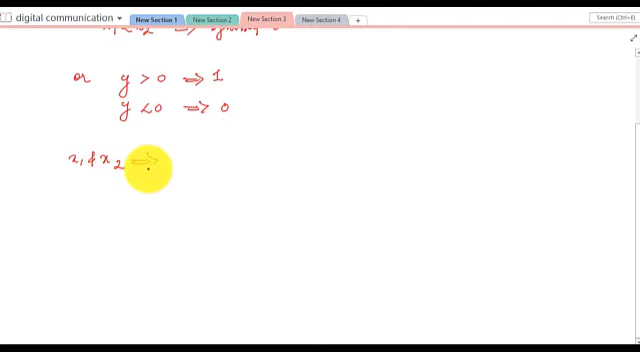 digital communication New Section 1 New Section 2 New Section 3 New Section 4 + Search (Ctrl+E)
or y > 0 ⇒ 1
y < 0 ⇒ 0
x₁ & x₂ ⇒